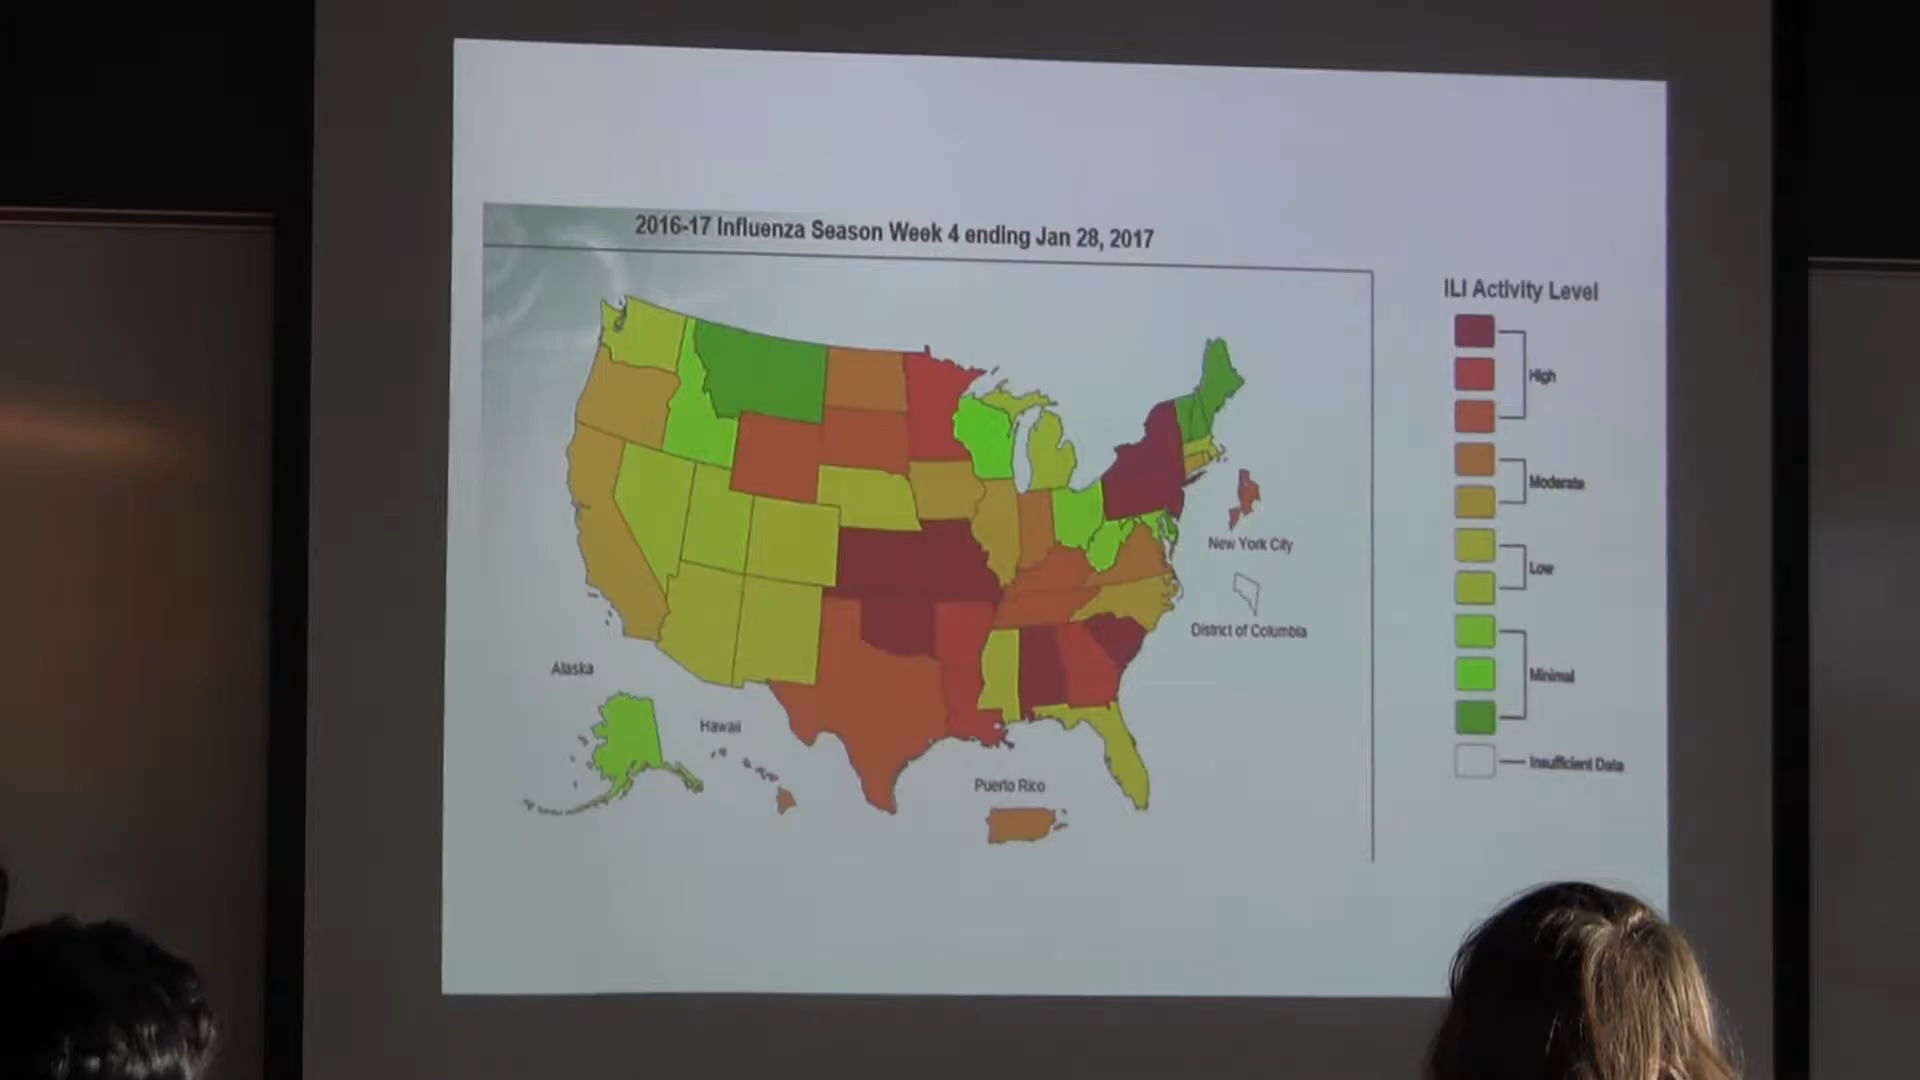 2016-17 Influenza Season Week 4 ending Jan 28, 2017
ILI Activity Level
High
Moderate
Low
Minimal
Insufficient Data
New York City
District of Columbia
Alaska
Hawaii
Puerto Rico